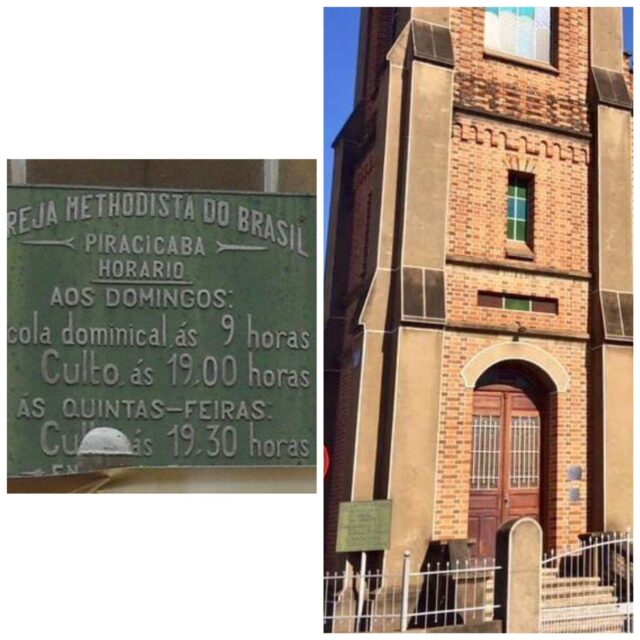 REJA METHODISTA DO BRASIL
PIRACICABA
HORARIO
AOS DOMINGOS:
cola dominical, ás 9 horas
Culto, ás 19,00 horas
ÁS QUINTAS-FEIRAS:
ás 19,30 horas